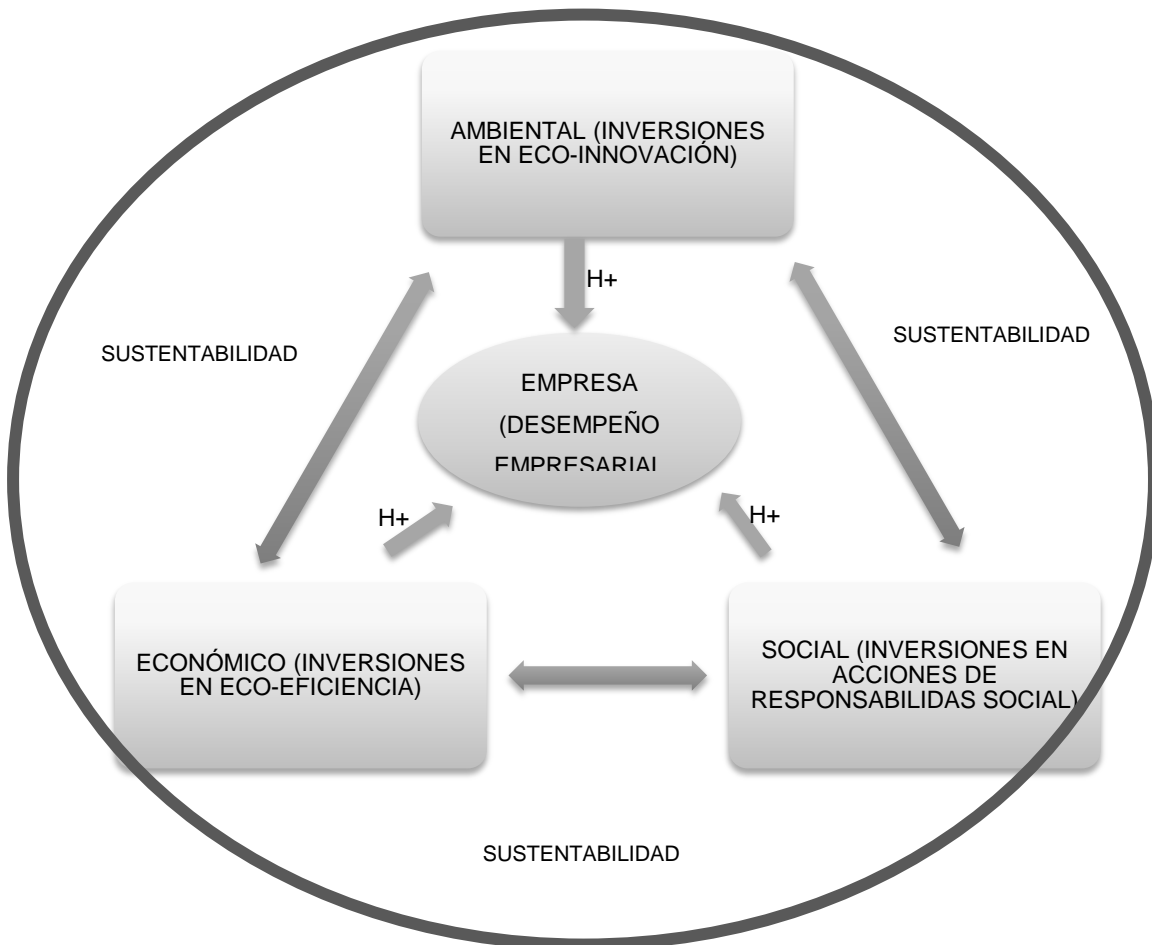 AMBIENTAL (INVERSIONES
EN ECO-INNOVACIÓN)
H+
SUSTENTABILIDAD
SUSTENTABILIDAD
EMPRESA
(DESEMPEÑO
EMPRESARIAL
H+
H+
ECONÓMICO (INVERSIONES
EN ECO-EFICIENCIA)
SOCIAL (INVERSIONES EN
ACCIONES DE
RESPONSABILIDAS SOCIAL)
SUSTENTABILIDAD